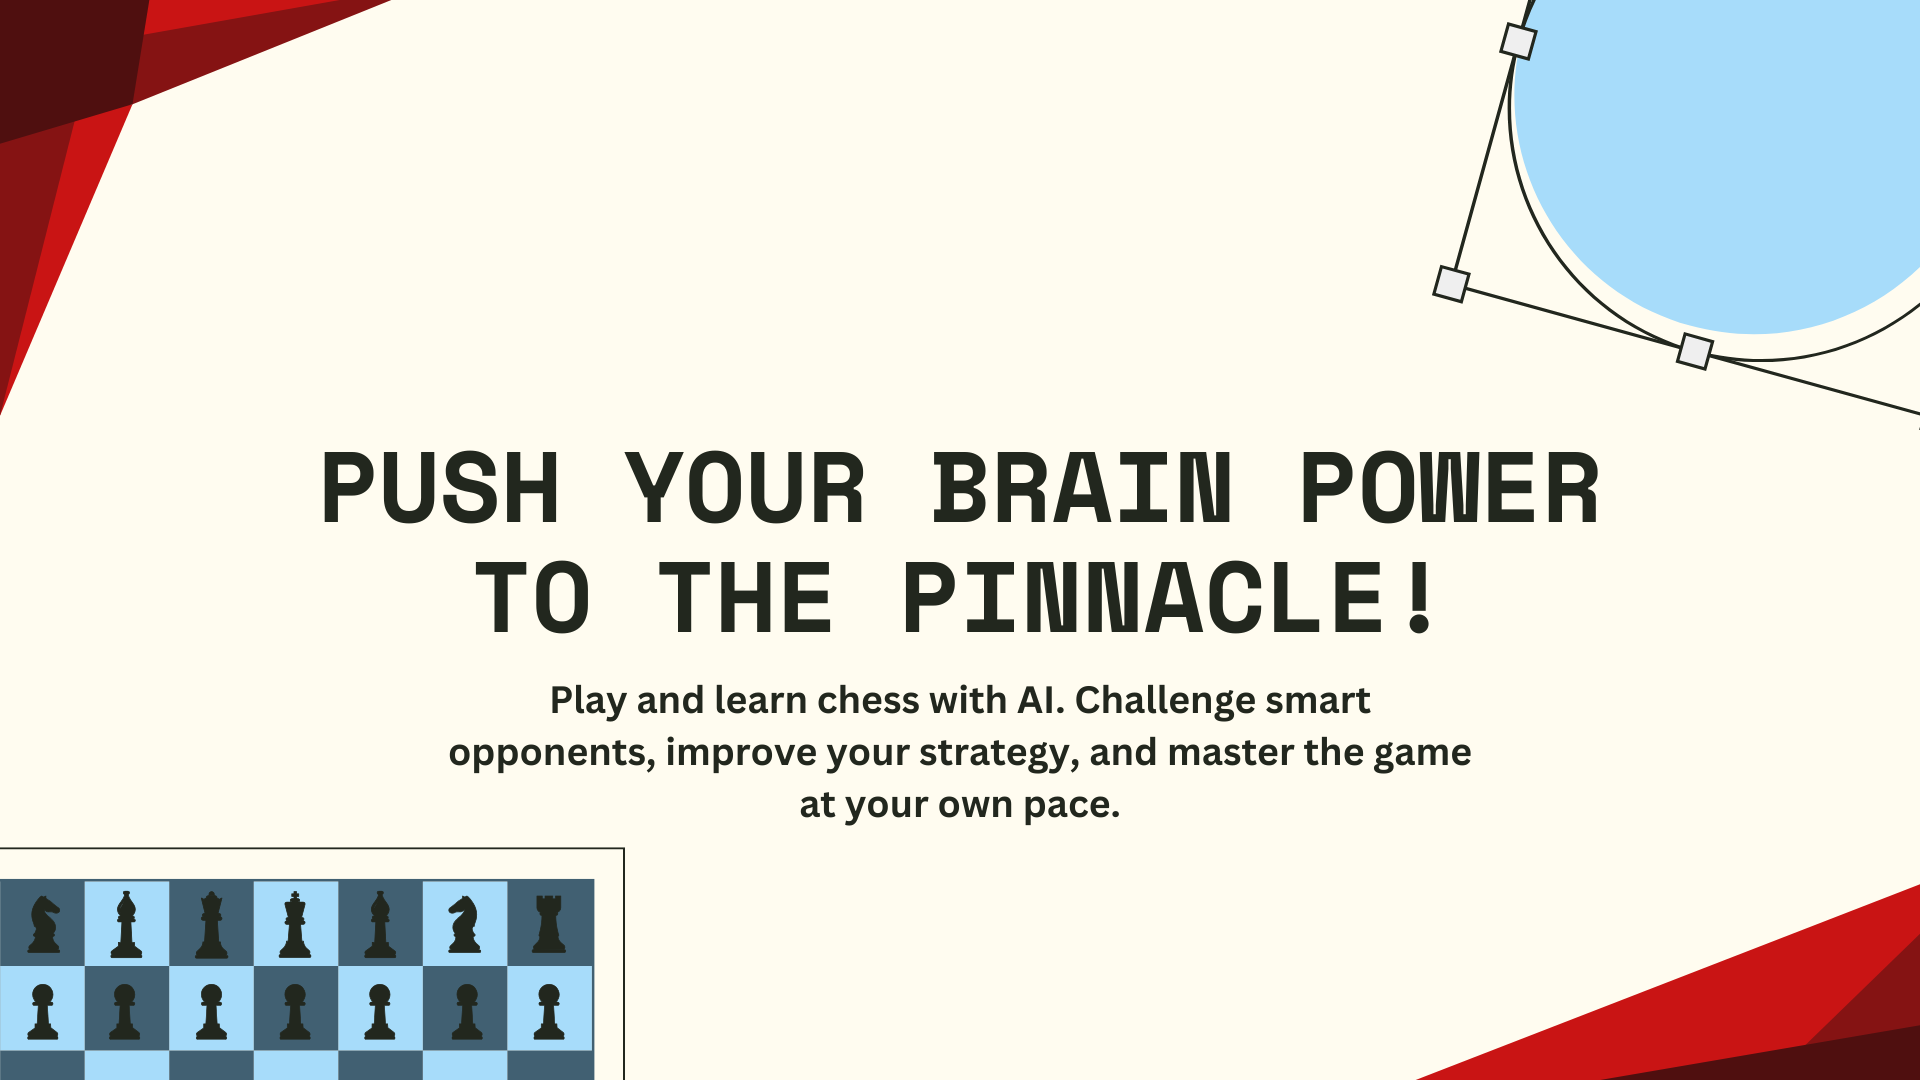 PUSH YOUR BRAIN POWER
TO THE PINNACLE!
Play and learn chess with AI. Challenge smart
opponents, improve your strategy, and master the game
at your own pace.